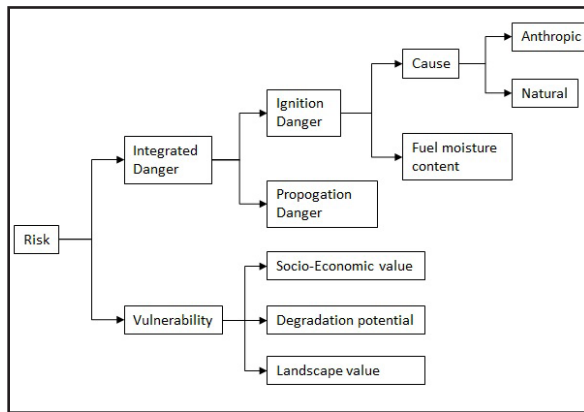 Anthropic
Cause
Natural
Ignition
Danger
Fuel moisture
content
Integrated
Danger
Propogation
Danger
Risk
Socio-Economic value
Vulnerability
Degradation potential
Landscape value